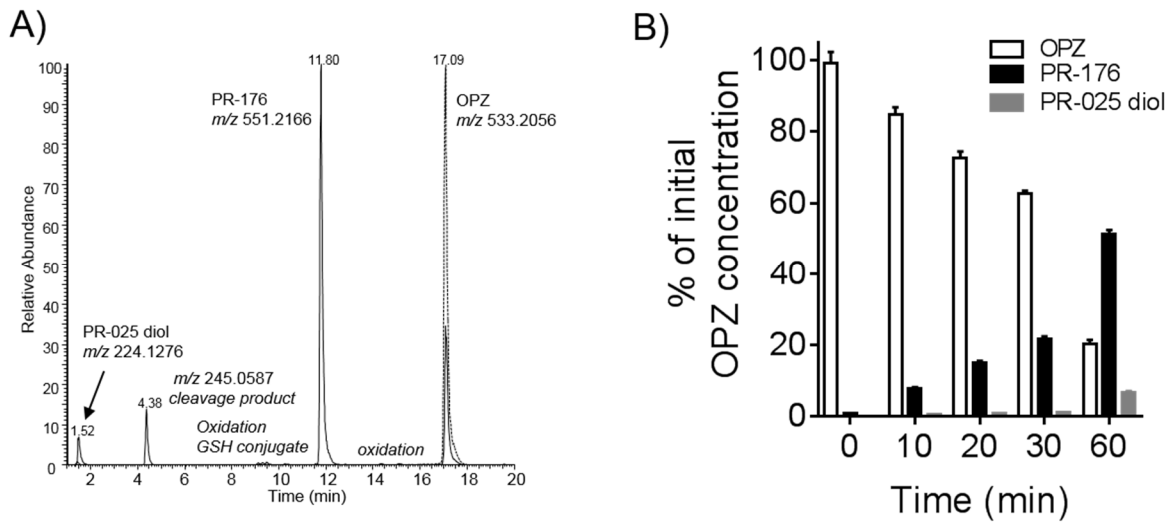 A)
11.80
17.09
PR-176
m/z 551.2166
OPZ
m/z 533.2056
PR-025 diol
m/z 224.1276
m/z 245.0587
cleavage product
4.38
1.52
Oxidation
GSH conjugate
oxidation
Relative Abundance
100
90
80
70
60
50
40
30
20
10
0
2 4 6 8 10 12 14 16 18 20
Time (min)
B)
OPZ
PR-176
PR-025 diol
% of initial
OPZ concentration
100
80
60
40
20
0
0 10 20 30 60
Time (min)